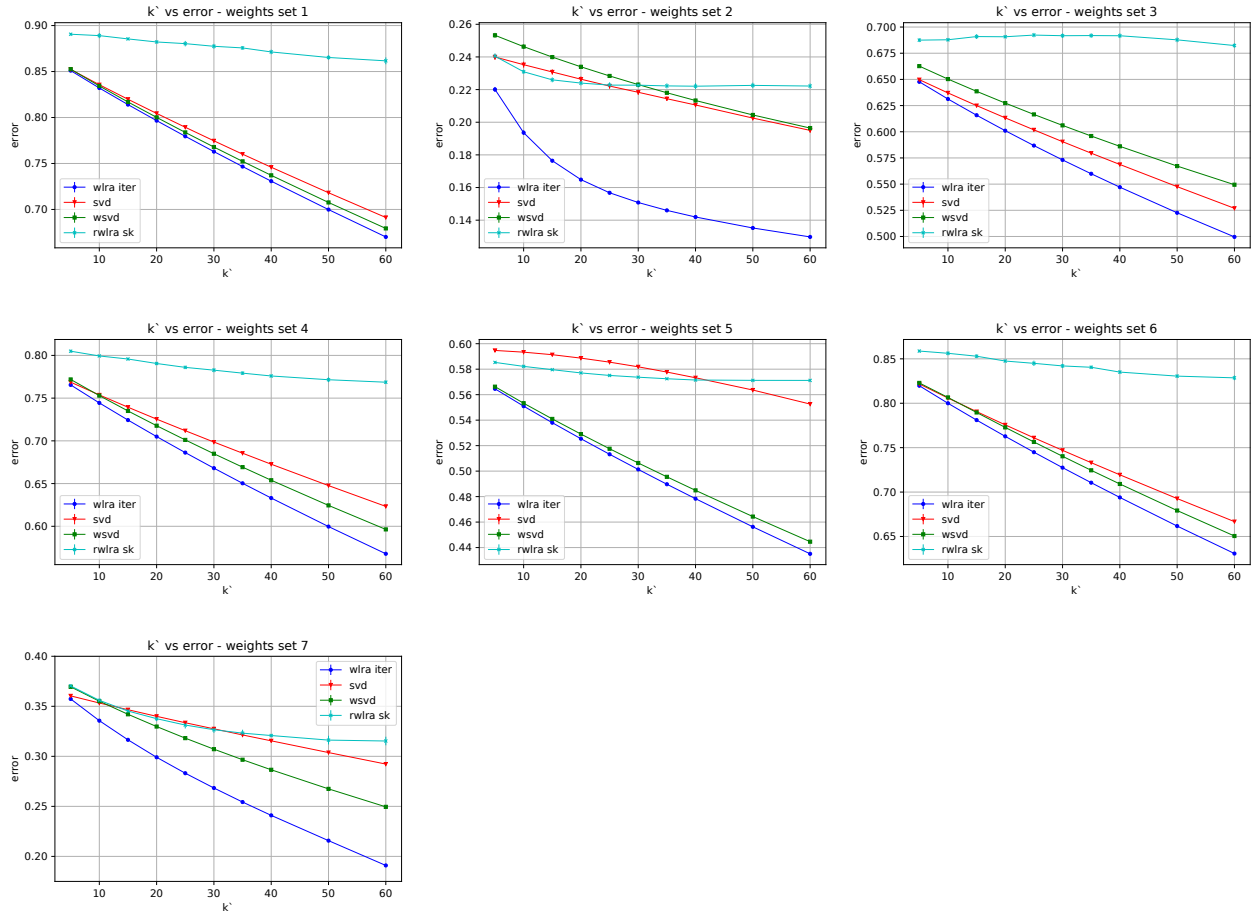 k` vs error - weights set 1
0.90
0.85
0.80
0.75
0.70
error
wlra iter
svd
wsvd
rwlra sk
10 20 30 40 50 60
k`
k` vs error - weights set 2
0.26
0.24
0.22
0.20
0.18
0.16
0.14
error
wlra iter
svd
wsvd
rwlra sk
10 20 30 40 50 60
k`
k` vs error - weights set 3
0.700
0.675
0.650
0.625
0.600
0.575
0.550
0.525
0.500
error
wlra iter
svd
wsvd
rwlra sk
10 20 30 40 50 60
k`
k` vs error - weights set 4
0.80
0.75
0.70
0.65
0.60
error
wlra iter
svd
wsvd
rwlra sk
10 20 30 40 50 60
k`
k` vs error - weights set 5
0.60
0.58
0.56
0.54
0.52
0.50
0.48
0.46
0.44
error
wlra iter
svd
wsvd
rwlra sk
10 20 30 40 50 60
k`
k` vs error - weights set 6
0.85
0.80
0.75
0.70
0.65
error
wlra iter
svd
wsvd
rwlra sk
10 20 30 40 50 60
k`
k` vs error - weights set 7
0.40
0.35
0.30
0.25
0.20
error
wlra iter
svd
wsvd
rwlra sk
10 20 30 40 50 60
k`